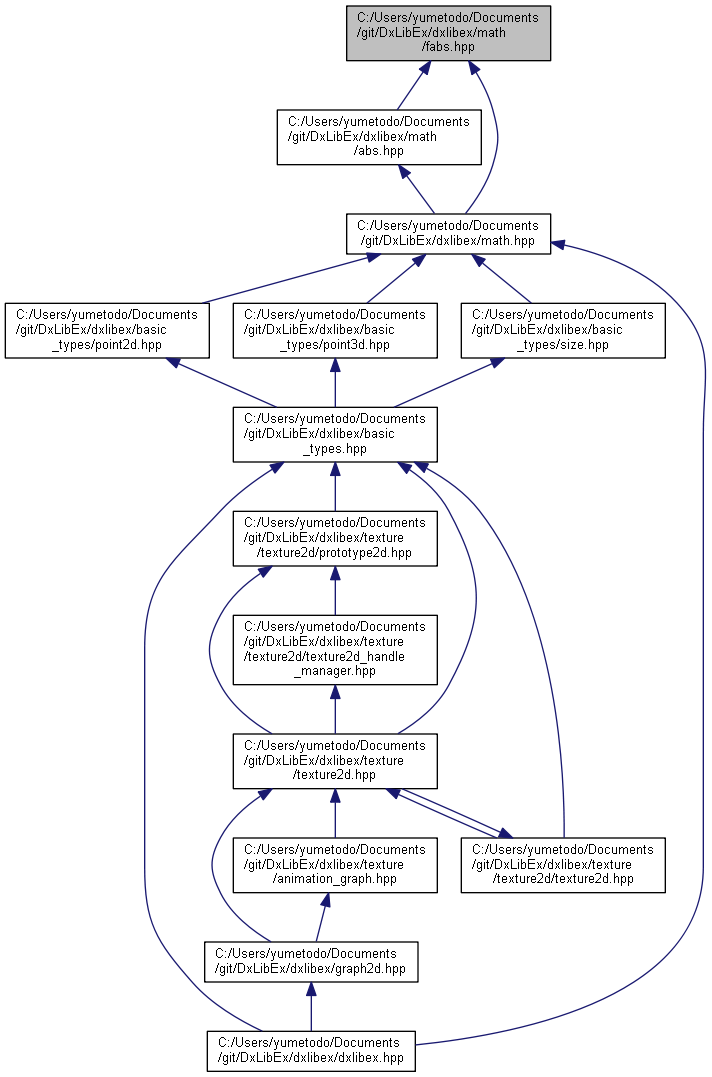 C:/Users/yumetodo/Documents
/git/DxLibEx/dxlibex/math
/fabs.hpp
C:/Users/yumetodo/Documents
/git/DxLibEx/dxlibex/math
/abs.hpp
C:/Users/yumetodo/Documents
/git/DxLibEx/dxlibex/math.hpp
C:/Users/yumetodo/Documents
/git/DxLibEx/dxlibex/basic
_types/point2d.hpp
C:/Users/yumetodo/Documents
/git/DxLibEx/dxlibex/basic
_types/point3d.hpp
C:/Users/yumetodo/Documents
/git/DxLibEx/dxlibex/basic
_types/size.hpp
C:/Users/yumetodo/Documents
/git/DxLibEx/dxlibex/basic
_types.hpp
C:/Users/yumetodo/Documents
/git/DxLibEx/dxlibex/texture
/texture2d/prototype2d.hpp
C:/Users/yumetodo/Documents
/git/DxLibEx/dxlibex/texture
/texture2d/texture2d_handle
_manager.hpp
C:/Users/yumetodo/Documents
/git/DxLibEx/dxlibex/texture
/texture2d.hpp
C:/Users/yumetodo/Documents
/git/DxLibEx/dxlibex/texture
/animation_graph.hpp
C:/Users/yumetodo/Documents
/git/DxLibEx/dxlibex/texture
/texture2d/texture2d.hpp
C:/Users/yumetodo/Documents
/git/DxLibEx/dxlibex/graph2d.hpp
C:/Users/yumetodo/Documents
/git/DxLibEx/dxlibex/dxlibex.hpp